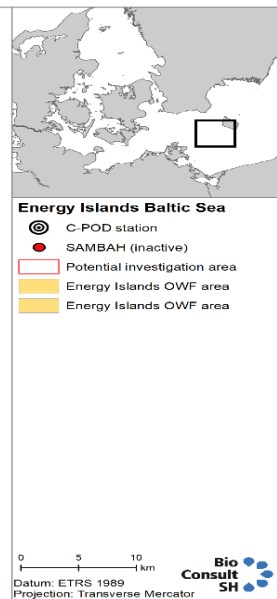 Energy Islands Baltic Sea
C-POD station
SAMBAH (inactive)
Potential investigation area
Energy Islands OWF area
Energy Islands OWF area
0 5 10
km
Bio
Consult
SH
Datum: ETRS 1989
Projection: Transverse Mercator